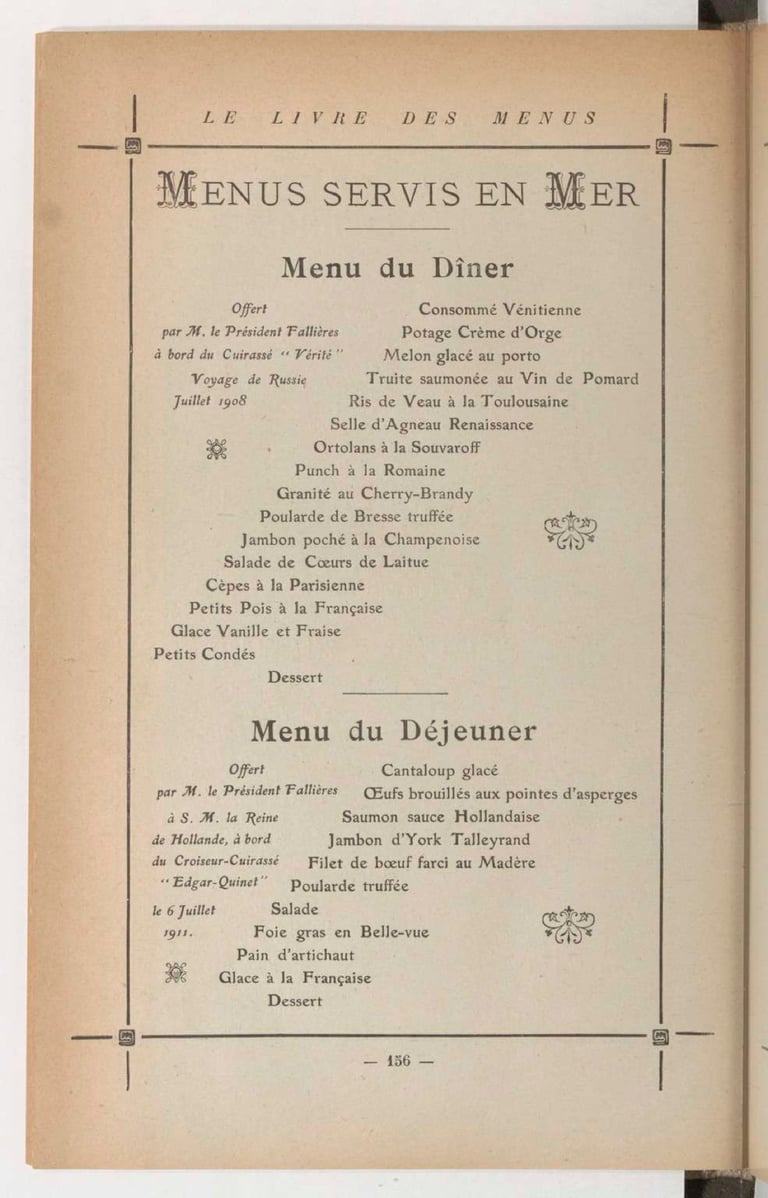 LE LIVRE DES MENUS
MENUS SERVIS EN MER
Menu du Dîner
Offert
par M. le Président Fallières
à bord du Cuirassé “ Vérité ”
Voyage de Russie
Juillet 1908
Consommé Vénitienne
Potage Crème d'Orge
Melon glacé au porto
Truite saumonée au Vin de Pomard
Ris de Veau à la Toulousaine
Selle d'Agneau Renaissance
Ortolans à la Souvaroff
Punch à la Romaine
Granité au Cherry-Brandy
Poularde de Bresse truffée
Jambon poché à la Champenoise
Salade de Cœurs de Laitue
Cèpes à la Parisienne
Petits Pois à la Française
Glace Vanille et Fraise
Petits Condés
Dessert
Menu du Déjeuner
Offert
par M. le Président Fallières
à S. M. la Reine
de Hollande, à bord
du Croiseur-Cuirassé
“ Edgar-Quinet ”
le 6 Juillet
1911.
Cantaloup glacé
Œufs brouillés aux pointes d'asperges
Saumon sauce Hollandaise
Jambon d'York Talleyrand
Filet de bœuf farci au Madère
Poularde truffée
Salade
Foie gras en Belle-vue
Pain d'artichaut
Glace à la Française
Dessert
— 156 —